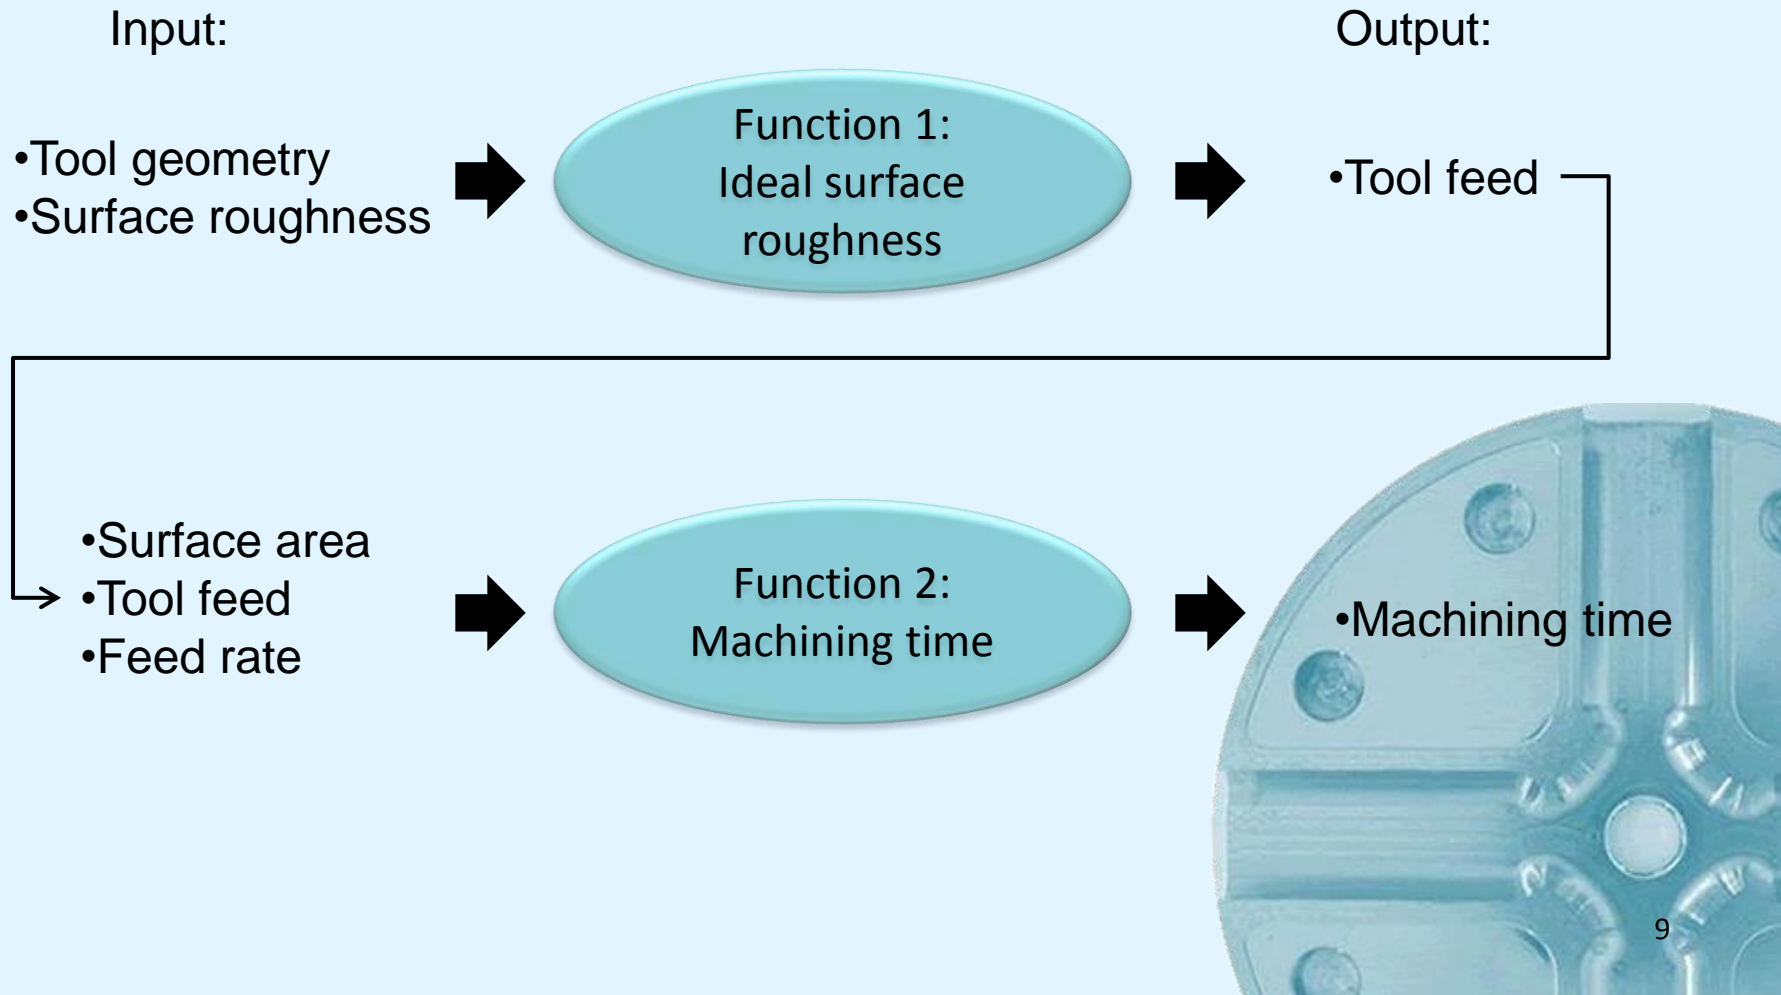 Input:
Output:
•Tool geometry
•Surface roughness
Function 1:
Ideal surface
roughness
•Tool feed
•Surface area
•Tool feed
•Feed rate
Function 2:
Machining time
•Machining time
9